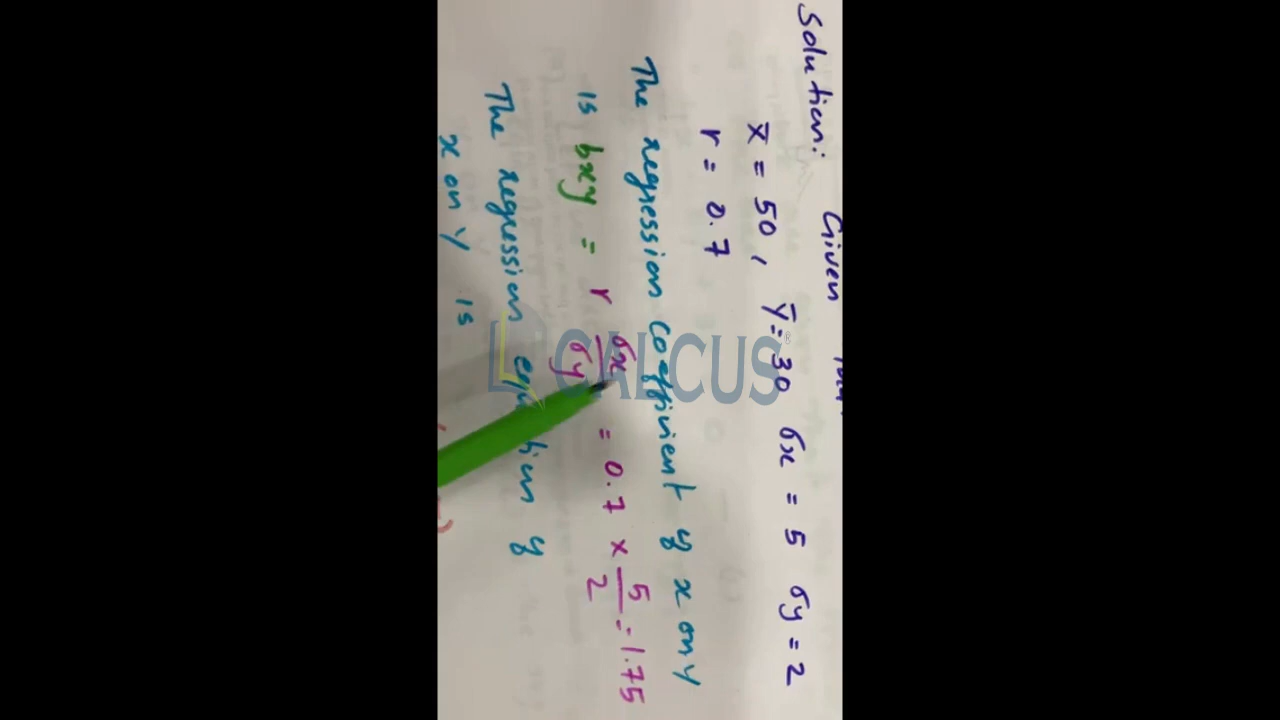 Given
Solution:
x̄ = 50, ȳ = 30 σx = 5 σy = 2
r = 0.7
The regression coefficient of x on y
is bxy = r σx/σy = 0.7 × 5/2 = 1.75
The regression equation of
x on y is
CALCUS®